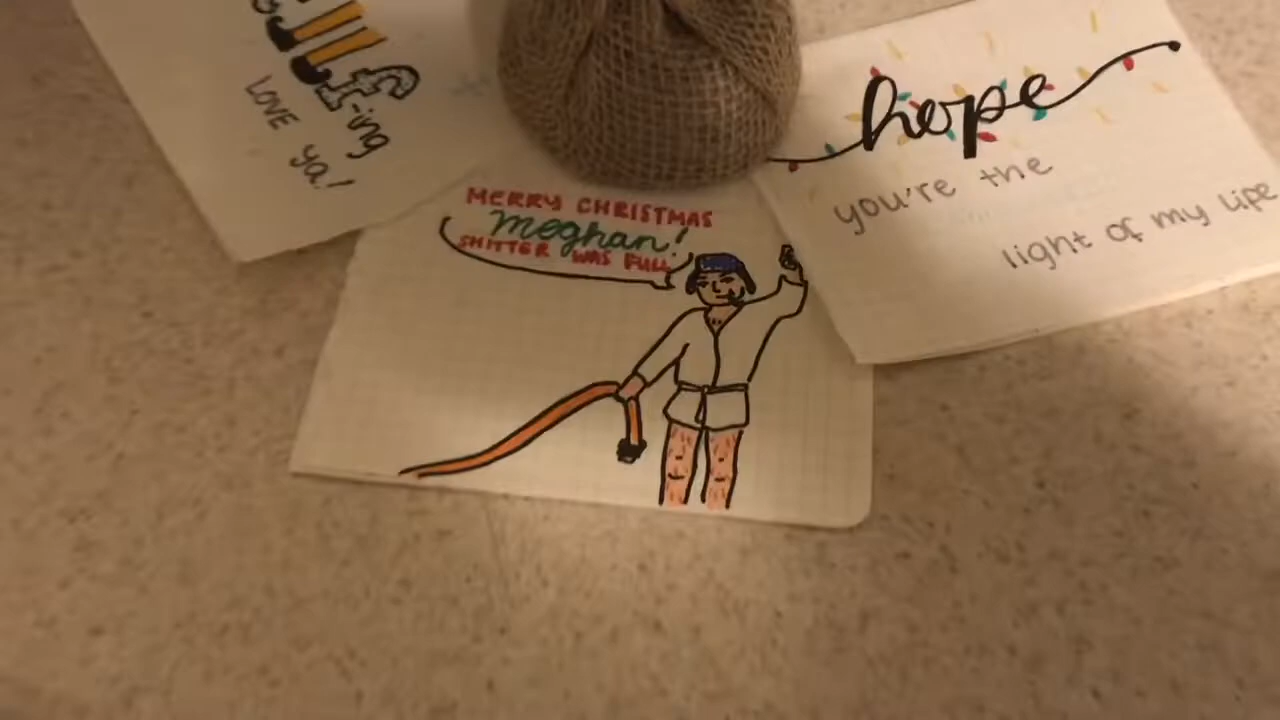 f-ing
LOVE ya!
MERRY CHRISTMAS
meghan!
SHITTER WAS FULL
hope
you're the
light of my life